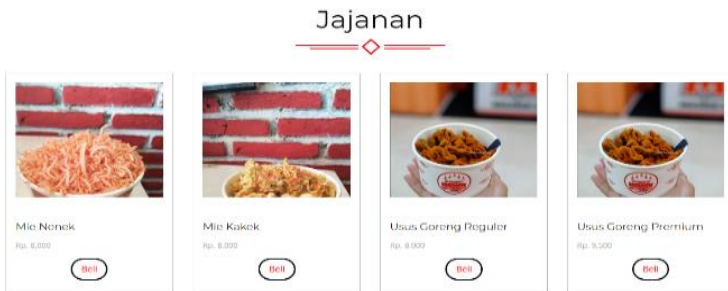 Jajanan
Mie Nenek
Rp. 8,000
Beli
Mie Kakek
Rp. 8,000
Beli
Usus Goreng Reguler
Rp. 8,000
Beli
Usus Goreng Premium
Rp. 9,500
Beli